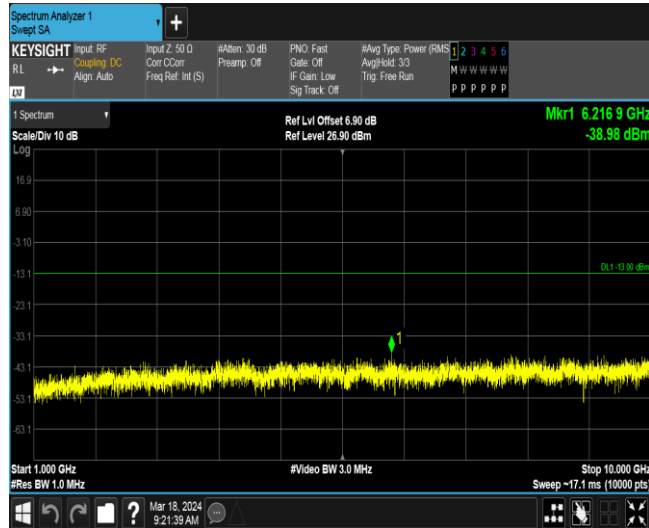 Spectrum Analyzer 1
Swept SA
+
KEYSIGHT
RL
LXI
Input: RF
Coupling: DC
Align: Auto
Input Z: 50 Ω
Corr CCorr
Freq Ref: Int (S)
#Atten: 30 dB
Preamp: Off
PNO: Fast
Gate: Off
IF Gain: Low
Sig Track: Off
#Avg Type: Power (RMS
Avg|Hold: 3/3
Trig: Free Run
1 2 3 4 5 6
M W W W W W
P P P P P P
1 Spectrum
Scale/Div 10 dB
Log
Ref Lvl Offset 6.90 dB
Ref Level 26.90 dBm
Mkr1 6.216 9 GHz
-38.98 dBm
16.9
6.90
-3.10
-13.1
DL1 -13.00 dBm
-23.1
-33.1
1
-43.1
-53.1
-63.1
Start 1.000 GHz
#Video BW 3.0 MHz
Stop 10.000 GHz
#Res BW 1.0 MHz
Sweep ~17.1 ms (10000 pts)
?
Mar 18, 2024
9:21:39 AM